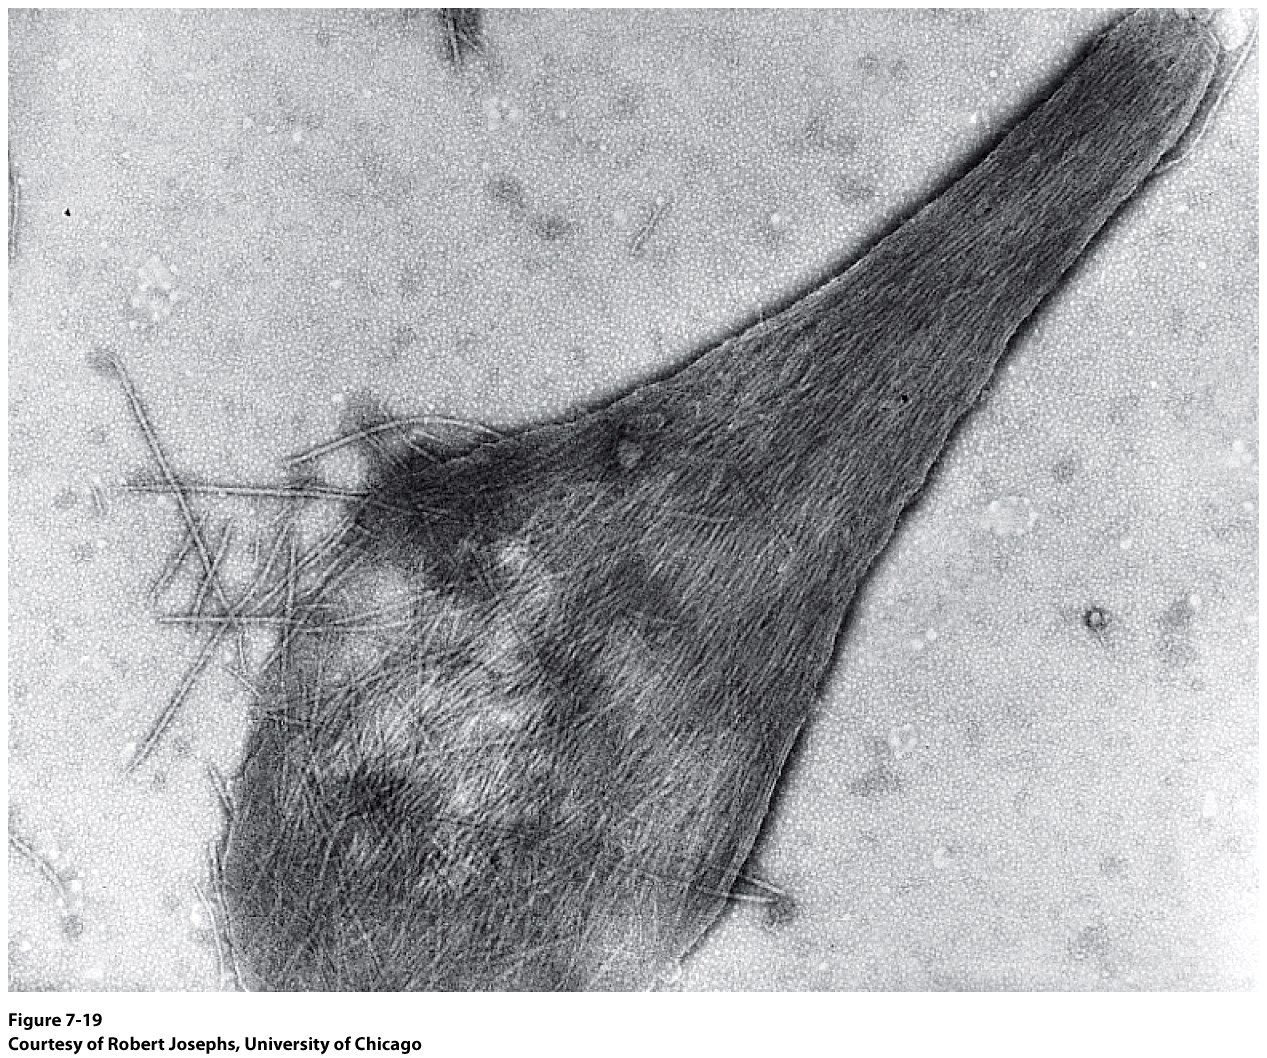 Figure 7-19
Courtesy of Robert Josephs, University of Chicago